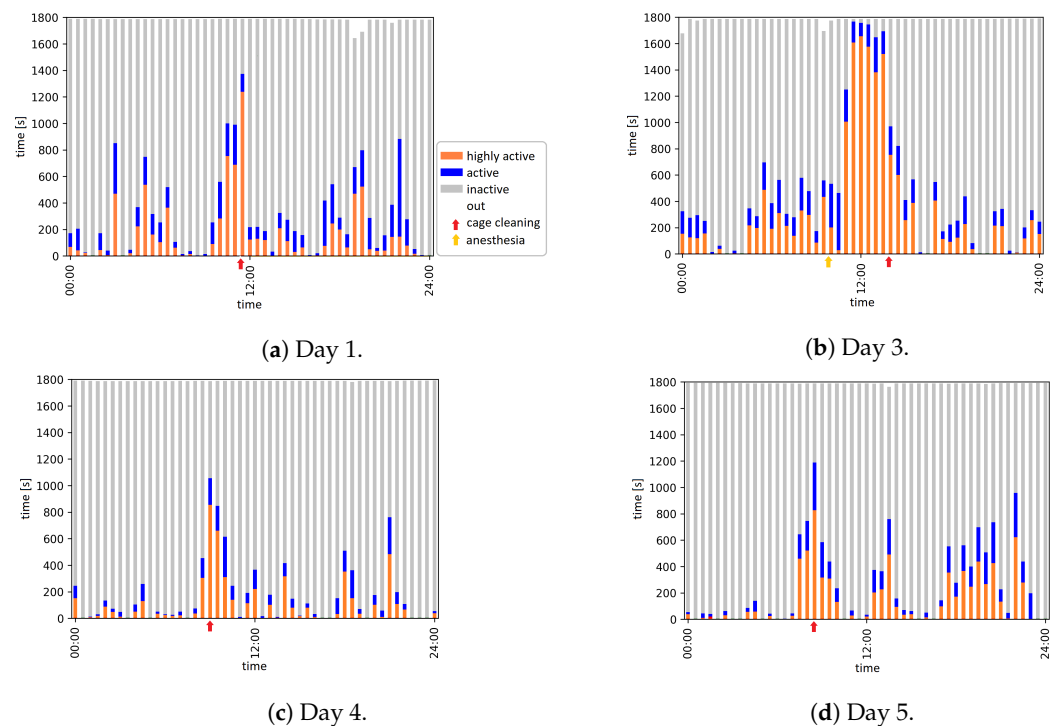 1800
1600
1400
1200
1000
800
600
400
200
0
time [s]
00:00
12:00
24:00
time
highly active
active
inactive
out
cage cleaning
anesthesia
(a) Day 1.
1800
1600
1400
1200
1000
800
600
400
200
0
time [s]
00:00
12:00
24:00
time
(b) Day 3.
1800
1600
1400
1200
1000
800
600
400
200
0
time [s]
00:00
12:00
24:00
time
(c) Day 4.
1800
1600
1400
1200
1000
800
600
400
200
0
time [s]
00:00
12:00
24:00
time
(d) Day 5.